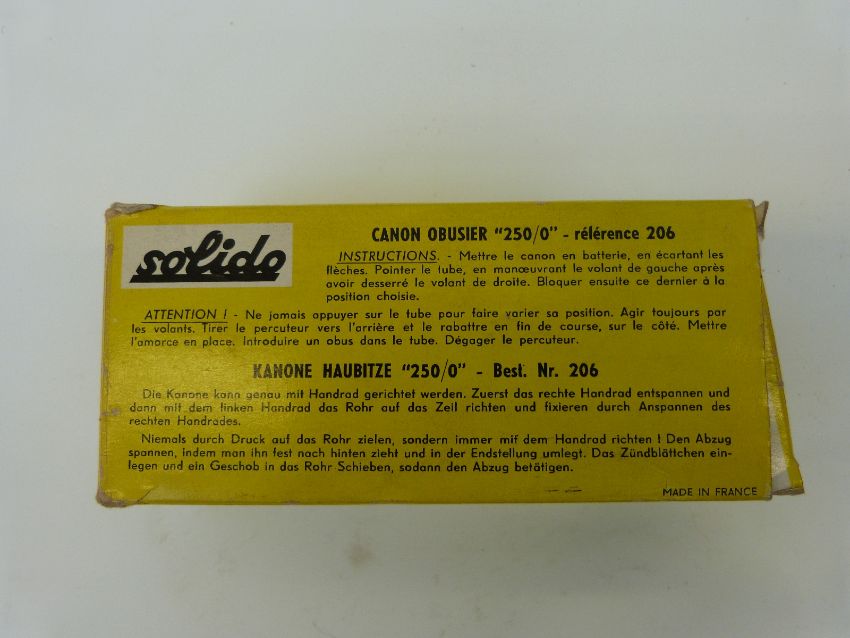 solido
CANON OBUSIER "250/0" - rélérence 206
INSTRUCTIONS. - Mettre le canon en batterie, en écartant les
flèches. Pointer le tube, en manœuvrant le volant de gauche après
avoir desserré le volant de droite. Bloquer ensuite ce dernier à la
position choisie.
ATTENTION ! - Ne jamais appuyer sur le tube pour faire varier sa position. Agir toujours par
les volants. Tirer le percuteur vers l'arrière et le rabattre en fin de course, sur le côté. Mettre
l'amorce en place. Introduire un obus dans le tube. Dégager le percuteur.
KANONE HAUBITZE "250/0" - Best. Nr. 206
Die Kanone kann genau mit Handrad gerichtet werden. Zuerst das rechte Handrad entspannen und
dann mit dem linken Handrad das Rohr auf das Zeil richten und fixieren durch Anspannen des
rechten Handrades.
Niemals durch Druck auf das Rohr zielen, sondern immer mif dem Handrad richten ! Den Abzug
spannen, indem man ihn fest nach hinten zieht und in der Endstellung umlegt. Das Zündblättchen ein-
legen und ein Geschob in das Rohr Schieben, sodann den Abzug betätigen.
MADE IN FRANCE